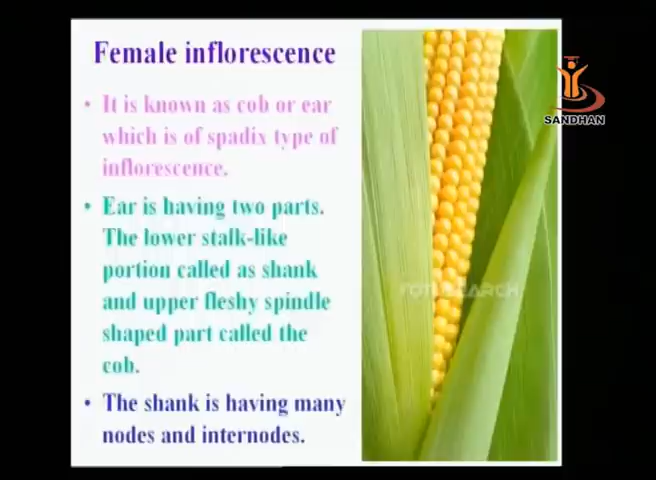 Female inflorescence
• It is known as cob or ear
which is of spadix type of
inflorescence.
• Ear is having two parts.
The lower stalk-like
portion called as shank
and upper fleshy spindle
shaped part called the
cob.
• The shank is having many
nodes and internodes.
SANDHAN
FOTOSEARCH